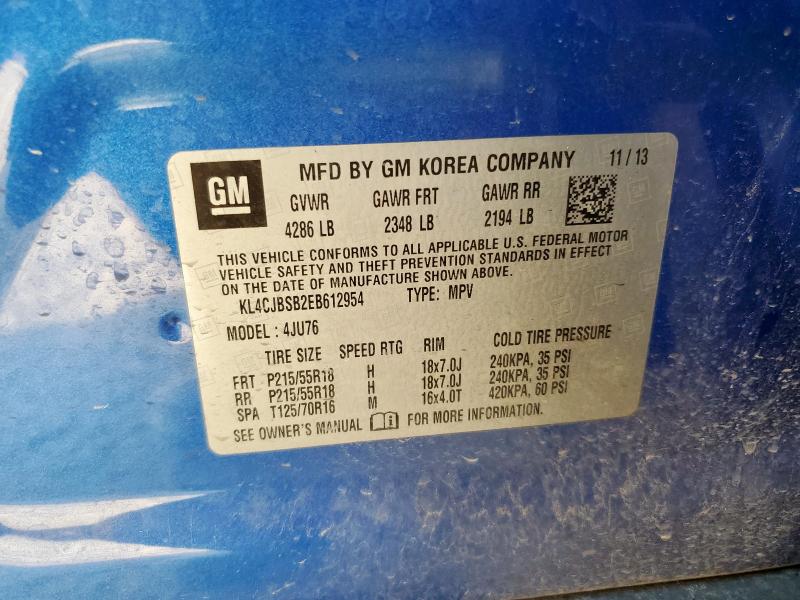 GM MFD BY GM KOREA COMPANY 11/13
GVWR GAWR FRT GAWR RR
4286 LB 2348 LB 2194 LB
THIS VEHICLE CONFORMS TO ALL APPLICABLE U.S. FEDERAL MOTOR
VEHICLE SAFETY AND THEFT PREVENTION STANDARDS IN EFFECT
ON THE DATE OF MANUFACTURE SHOWN ABOVE.
KL4CJBSB2EB612954 TYPE: MPV
MODEL: 4JU76
TIRE SIZE SPEED RTG RIM COLD TIRE PRESSURE
FRT P215/55R18 H 18x7.0J 240KPA, 35 PSI
RR P215/55R18 H 18x7.0J 240KPA, 35 PSI
SPA T125/70R16 M 16x4.0T 420KPA, 60 PSI
SEE OWNER'S MANUAL i FOR MORE INFORMATION.